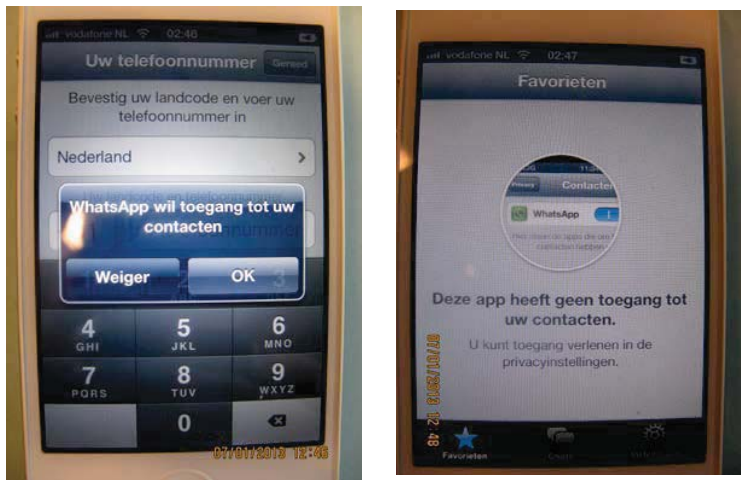 vodafone NL 02:46
Uw telefoonnummer Gereed
Bevestig uw landcode en voer uw
telefoonnummer in
Nederland
WhatsApp wil toegang tot uw
contacten
Weiger OK
4 5 6
GHI JKL MNO
7 8 9
PQRS TUV WXYZ
0
07/01/2013 12:46
vodafone NL 02:47
Favorieten
Privacy Contacten
WhatsApp
Deze app heeft geen toegang tot
uw contacten.
U kunt toegang verlenen in de
privacyinstellingen.
07/01/2013 12:48
Favorieten